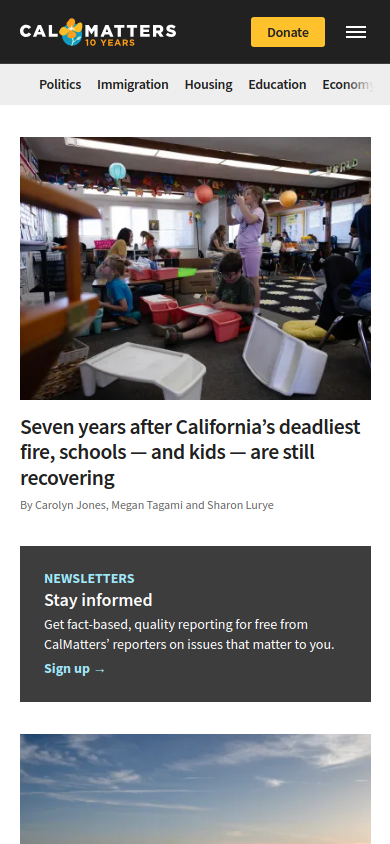 CALMATTERS
10 YEARS
Donate
Politics Immigration Housing Education Economy
WORLD
Seven years after California’s deadliest
fire, schools — and kids — are still
recovering
By Carolyn Jones, Megan Tagami and Sharon Lurye
NEWSLETTERS
Stay informed
Get fact-based, quality reporting for free from
CalMatters’ reporters on issues that matter to you.
Sign up →